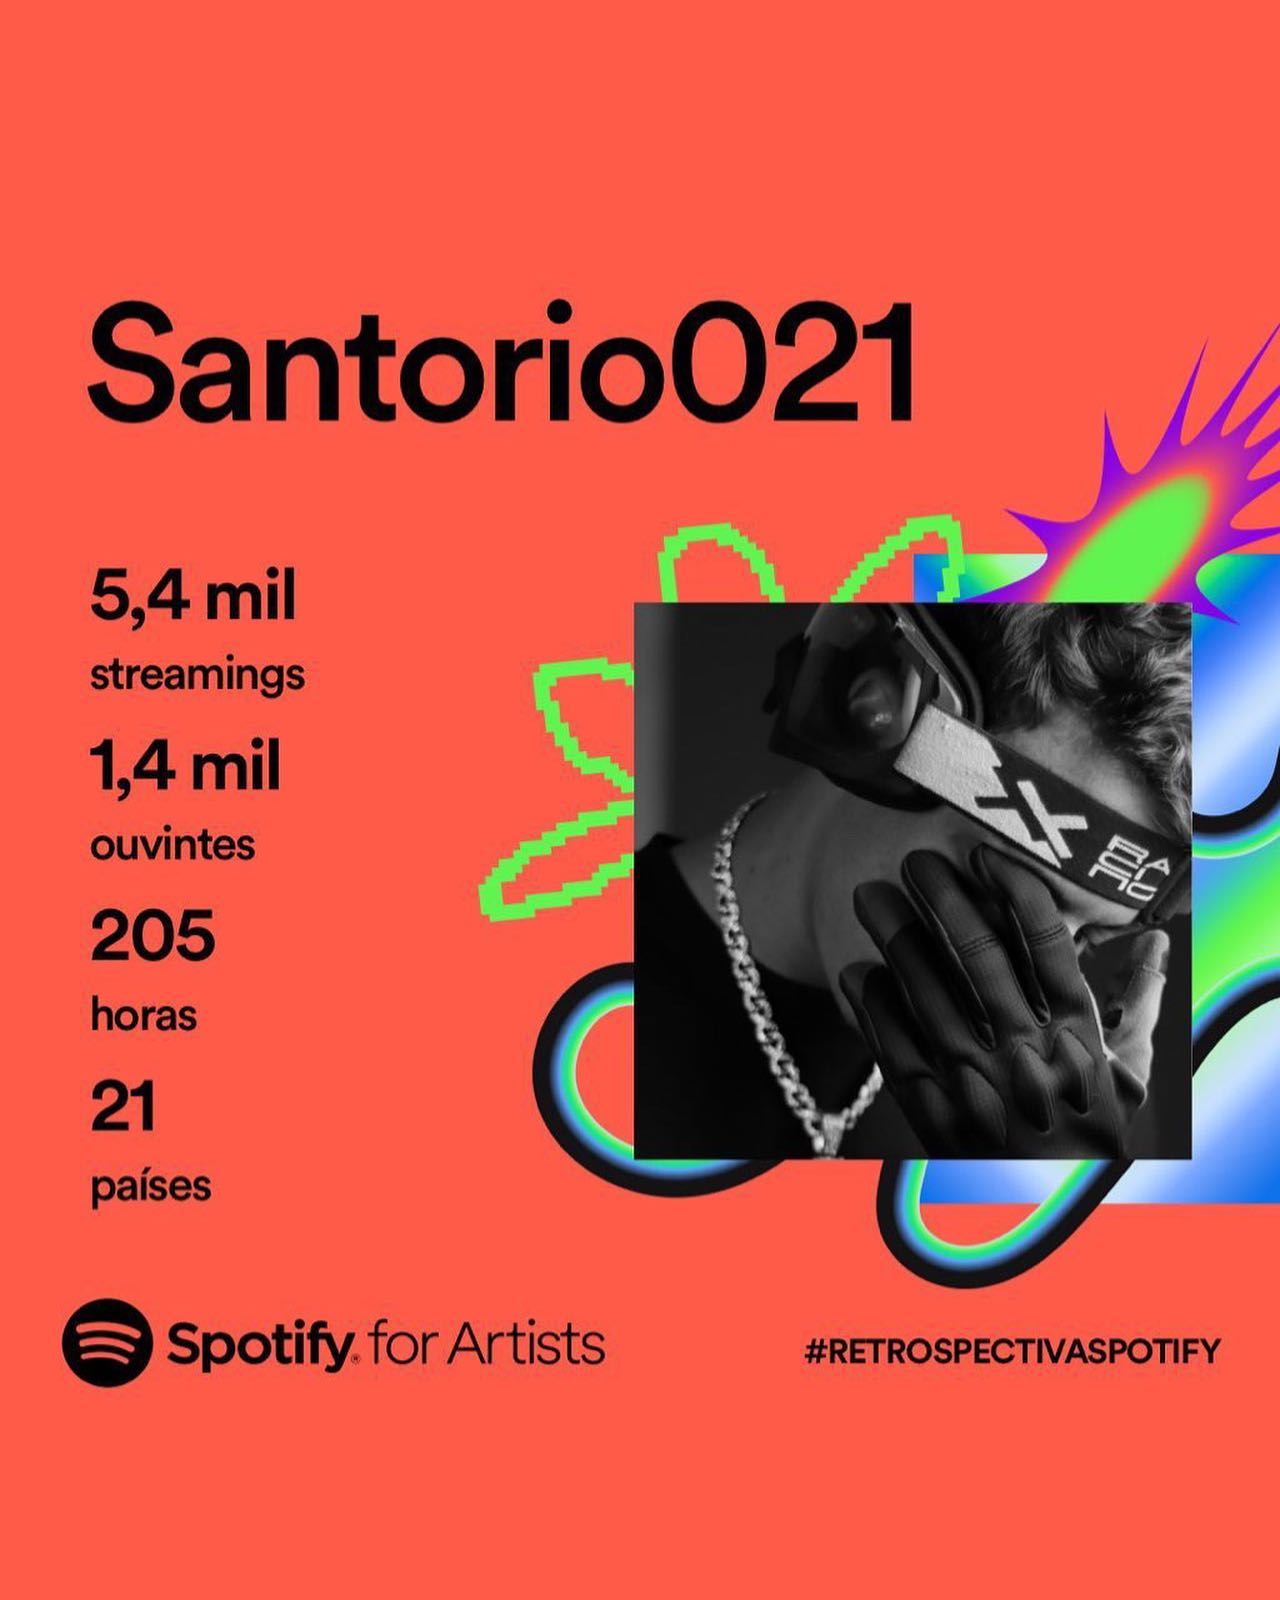 Santorio021
5,4 mil
streamings
1,4 mil
ouvintes
205
horas
21
países
Spotify® for Artists
#RETROSPECTIVASPOTIFY